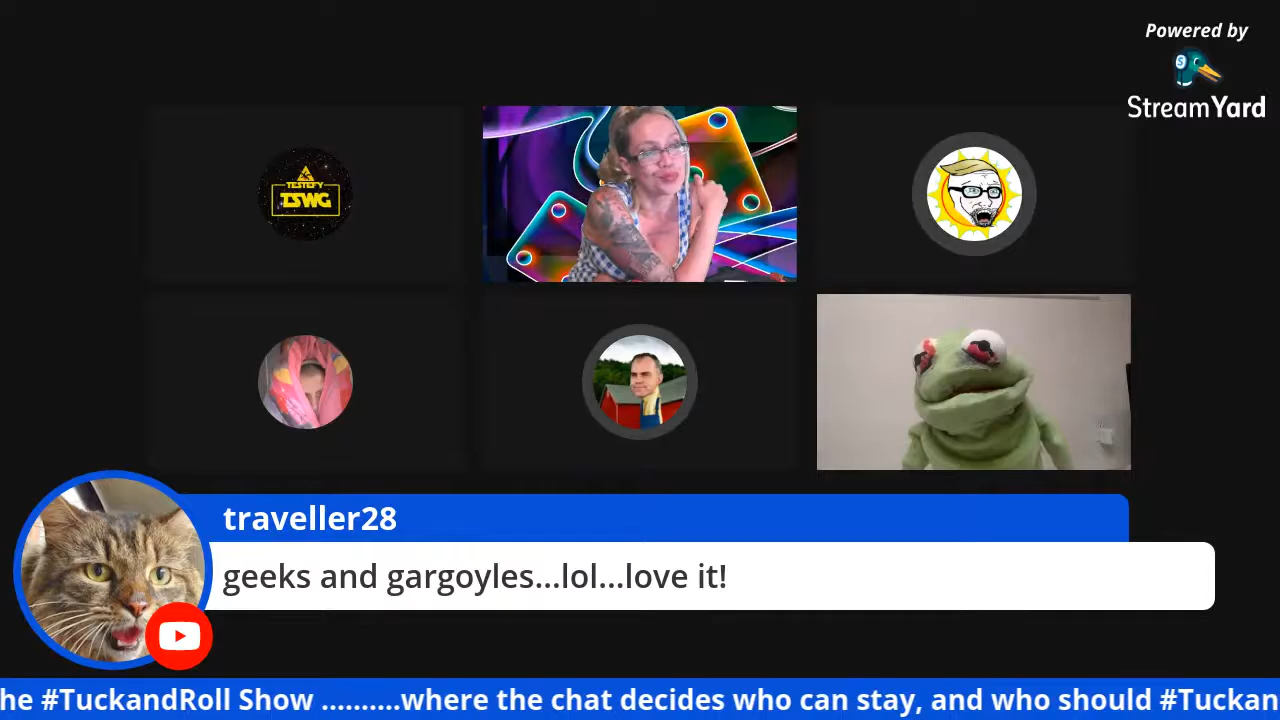 Powered by
StreamYard
TESTEFY
TSWG
traveller28
geeks and gargoyles...lol...love it!
he #TuckandRoll Show ..........where the chat decides who can stay, and who should #Tuckan